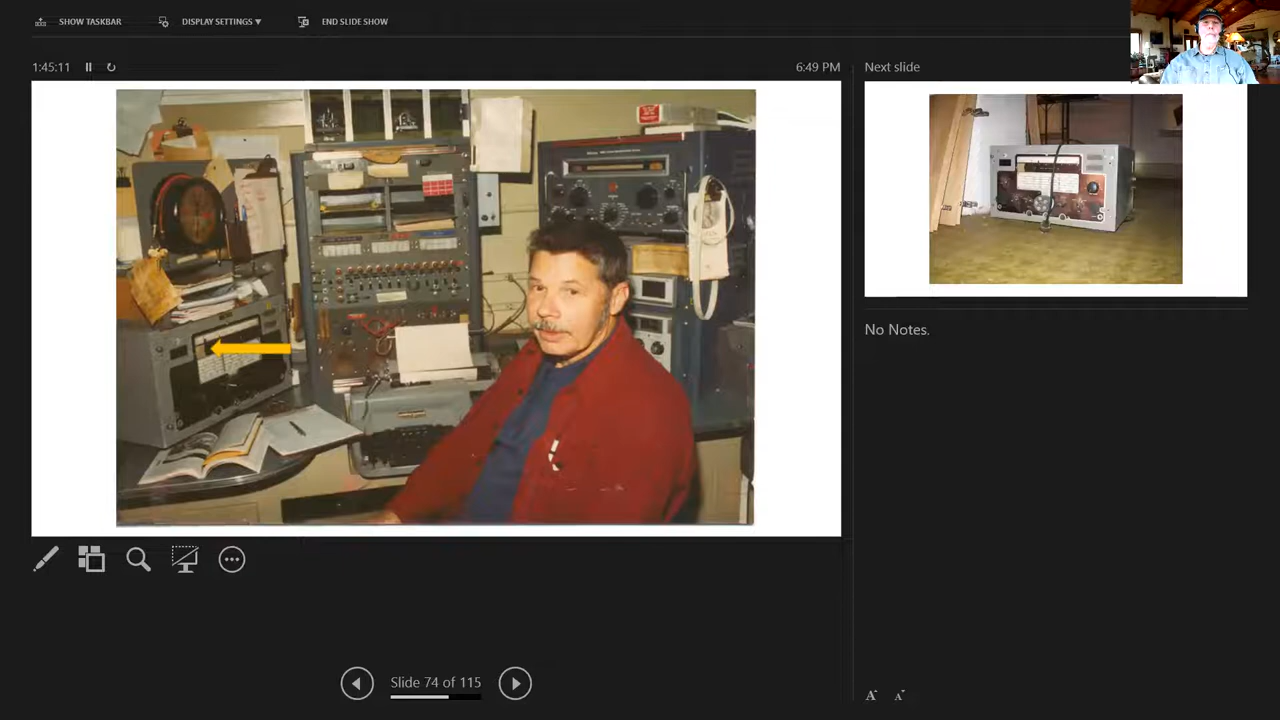 SHOW TASKBAR
DISPLAY SETTINGS ▼
END SLIDE SHOW
1:45:11
6:49 PM
Next slide
No Notes.
Slide 74 of 115
A A